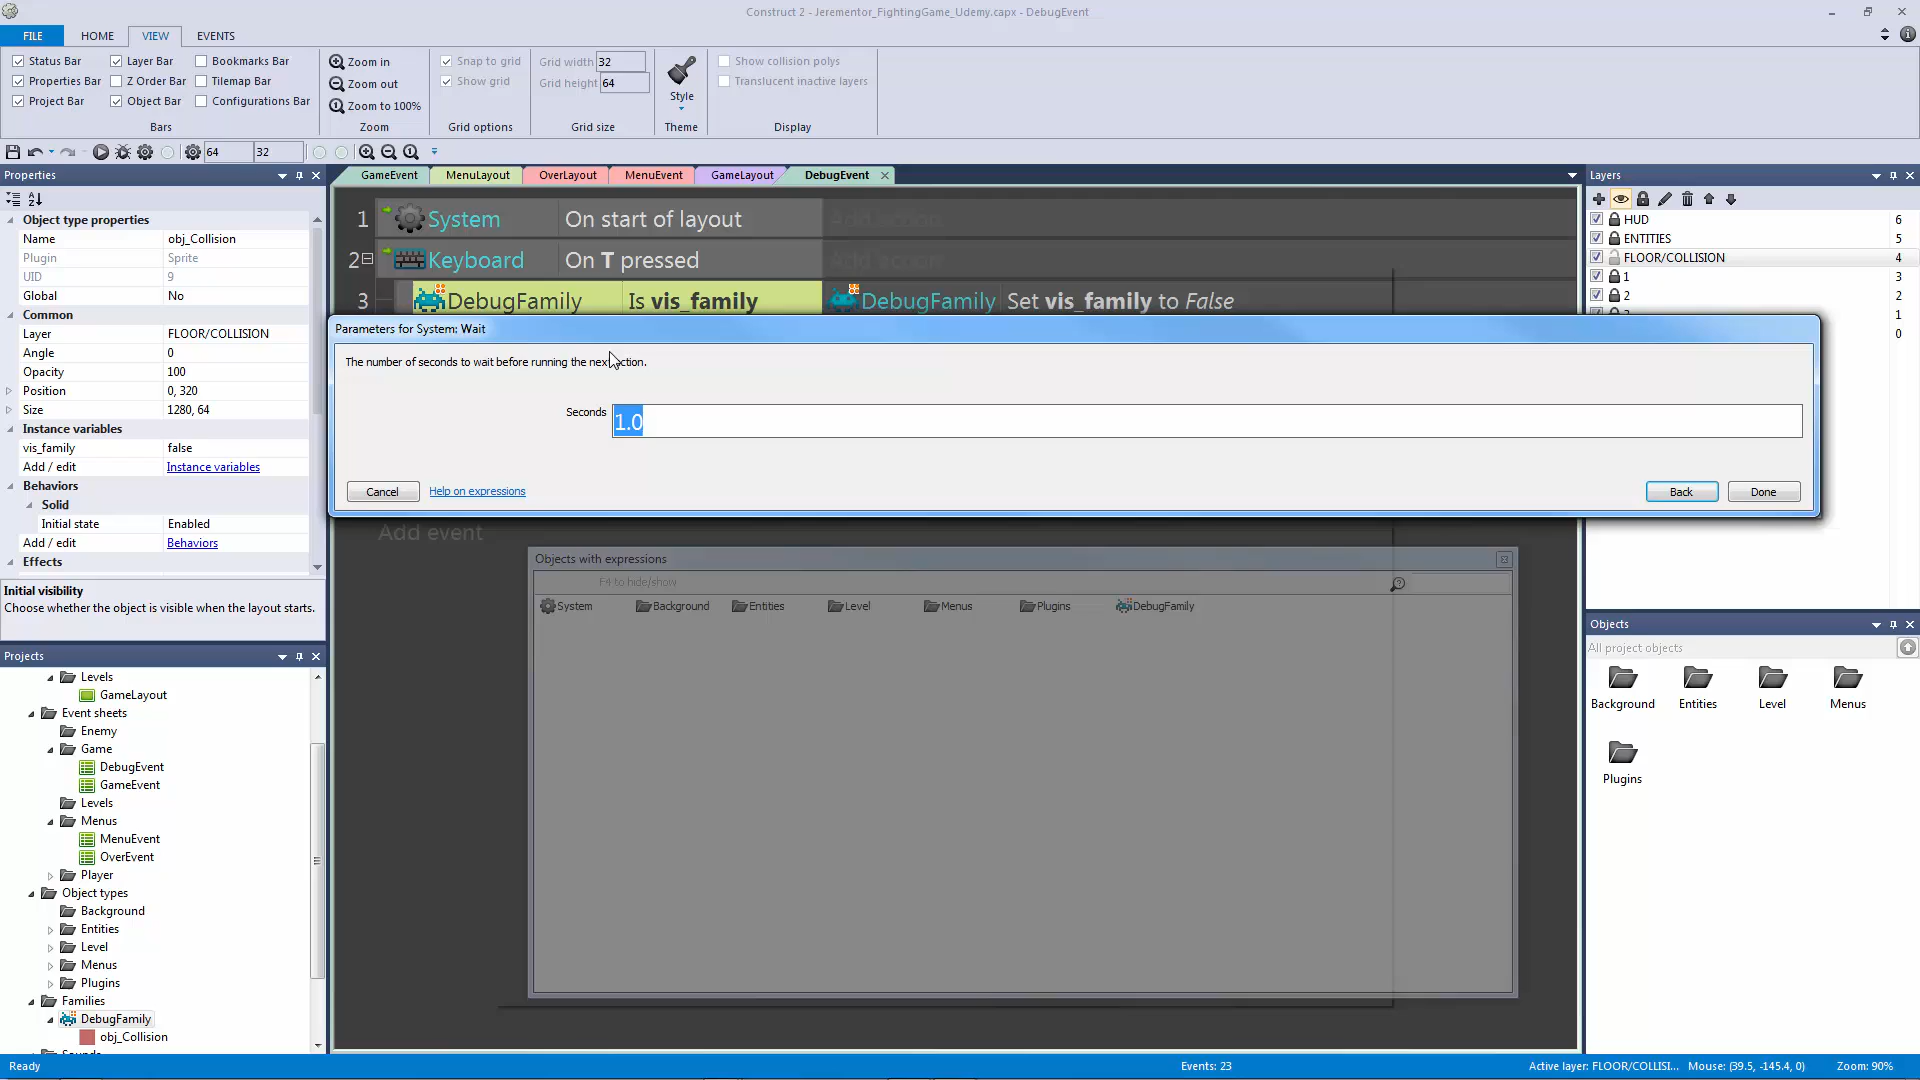 Construct 2 - Jerementor_FightingGame_Udemy.capx - DebugEvent
FILE HOME VIEW EVENTS
Status Bar Layer Bar Bookmarks Bar
Properties Bar Z Order Bar Tilemap Bar
Project Bar Object Bar Configurations Bar
Bars
Zoom in
Zoom out
Zoom to 100%
Zoom
Snap to grid
Show grid
Grid options
Grid width 32
Grid height 64
Grid size
Style
Theme
Show collision polys
Translucent inactive layers
Display
64 32
Properties
Object type properties
Name obj_Collision
Plugin Sprite
UID 9
Global No
Common
Layer FLOOR/COLLISION
Angle 0
Opacity 100
Position 0, 320
Size 1280, 64
Instance variables
vis_family false
Add / edit Instance variables
Behaviors
Solid
Initial state Enabled
Add / edit Behaviors
Effects
Initial visibility
Choose whether the object is visible when the layout starts.
Projects
Levels
GameLayout
Event sheets
Enemy
Game
DebugEvent
GameEvent
Levels
Menus
MenuEvent
OverEvent
Player
Object types
Background
Entities
Level
Menus
Plugins
Families
DebugFamily
obj_Collision
GameEvent MenuLayout OverLayout MenuEvent GameLayout DebugEvent
1 System On start of layout Add action
2 Keyboard On T pressed Add action
3 DebugFamily Is vis_family DebugFamily Set vis_family to False
Parameters for System: Wait
The number of seconds to wait before running the next action.
Seconds 1.0
Cancel Help on expressions Back Done
Add event
Objects with expressions
F4 to hide/show
System Background Entities Level Menus Plugins DebugFamily
Layers
HUD 6
ENTITIES 5
FLOOR/COLLISION 4
1 3
2 2
1
0
Objects
All project objects
Background Entities Level Menus
Plugins
Ready Events: 23 Active layer: FLOOR/COLLISI... Mouse: (39.5, -145.4, 0) Zoom: 90%